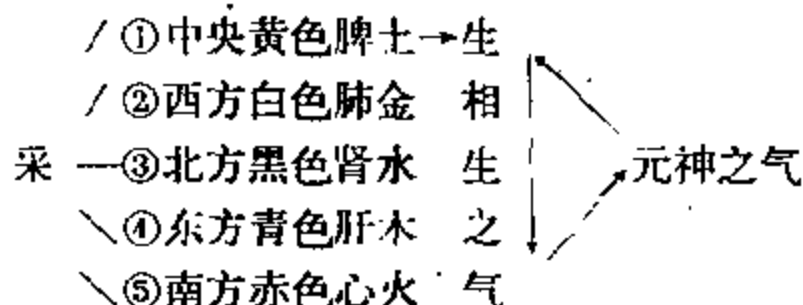 ①中央黄色脾土→生
②西方白色肺金 相
采 ③北方黑色肾水 生 元神之气
④东方青色肝木 之
⑤南方赤色心火 气